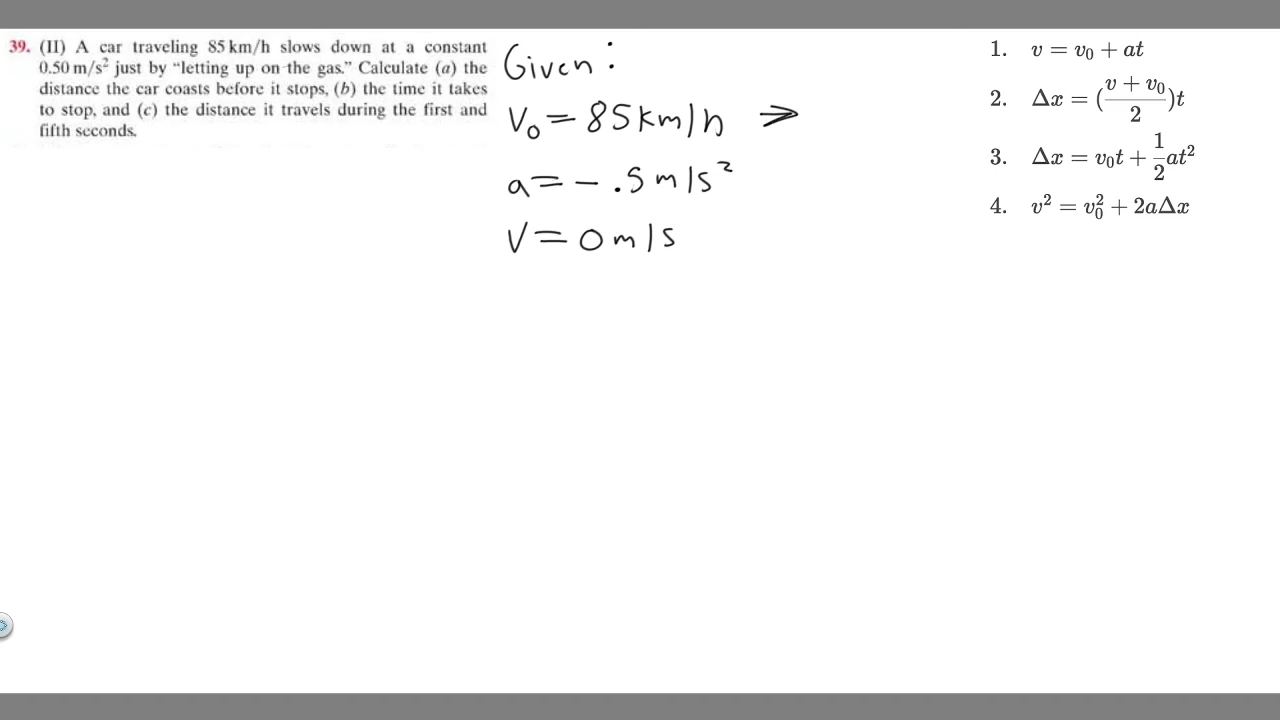 39. (II) A car traveling 85 km/h slows down at a constant
0.50 m/s² just by “letting up on the gas.” Calculate (a) the
distance the car coasts before it stops, (b) the time it takes
to stop, and (c) the distance it travels during the first and
fifth seconds.
Given:
V₀ = 85 km/h ⇒
a = - .5 m/s²
V = 0 m/s
1. v = v₀ + at
2. Δx = ((v + v₀)/2)t
3. Δx = v₀t + 1/2 at²
4. v² = v₀² + 2aΔx